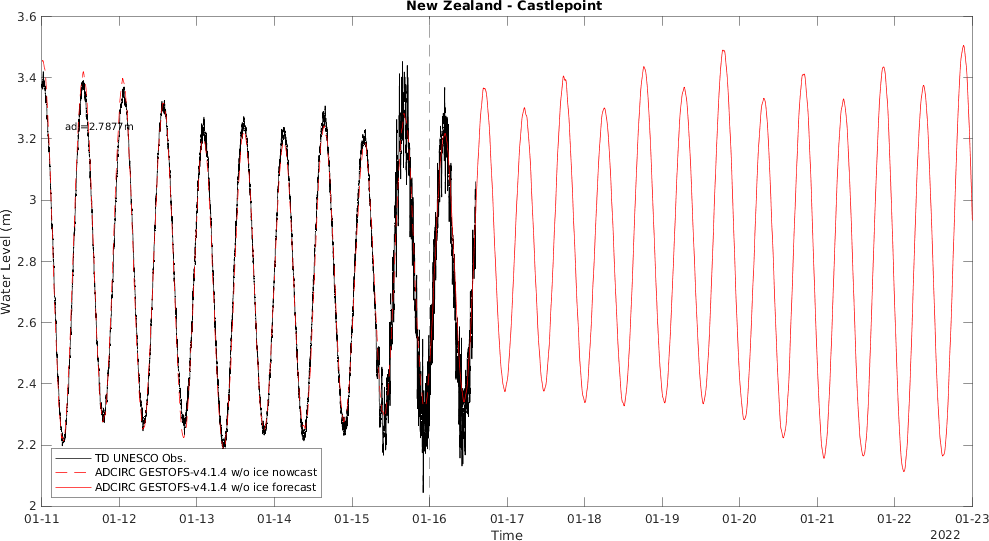 New Zealand - Castlepoint
3.6
3.4
3.2
3
2.8
2.6
2.4
2.2
2
Water Level (m)
adj=2.7877m
TD UNESCO Obs.
ADCIRC GESTOFS-v4.1.4 w/o ice nowcast
ADCIRC GESTOFS-v4.1.4 w/o ice forecast
01-11 01-12 01-13 01-14 01-15 01-16 01-17 01-18 01-19 01-20 01-21 01-22 01-23
Time
2022